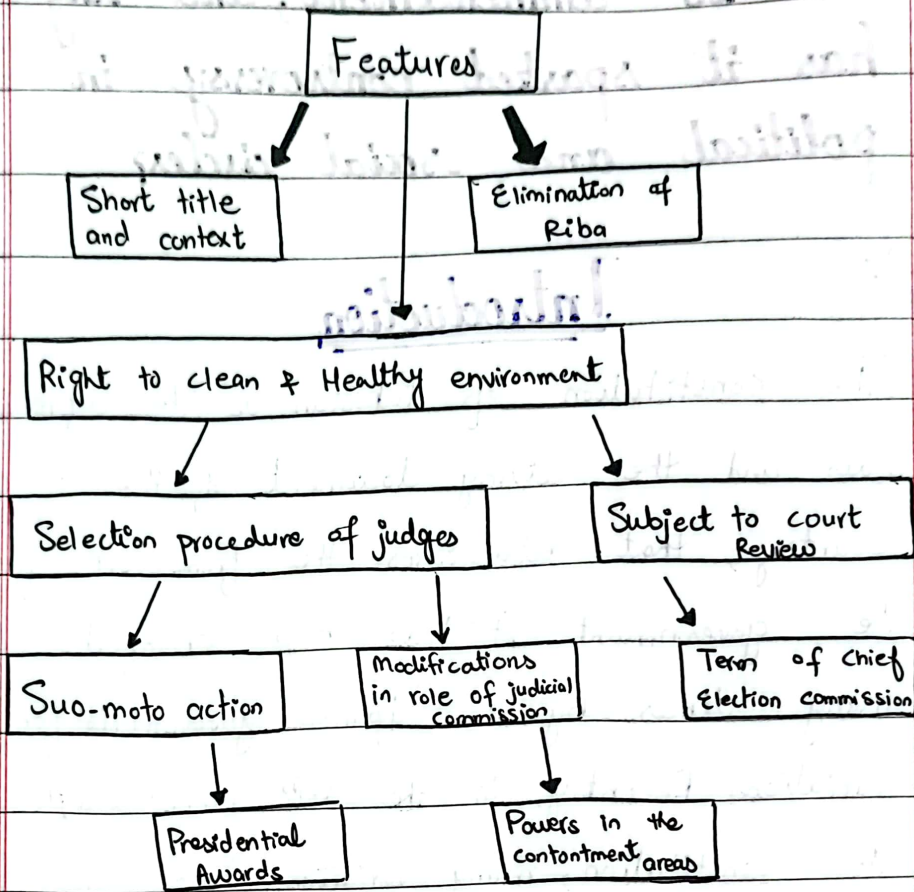 Features
Short title
and context
Elimination of
Riba
Right to clean & Healthy environment
Selection procedure of judges
Subject to court
Review
Suo-moto action
Modifications
in role of judicial
commission
Term of Chief
Election commission
Presidential
Awards
Powers in the
contontment areas